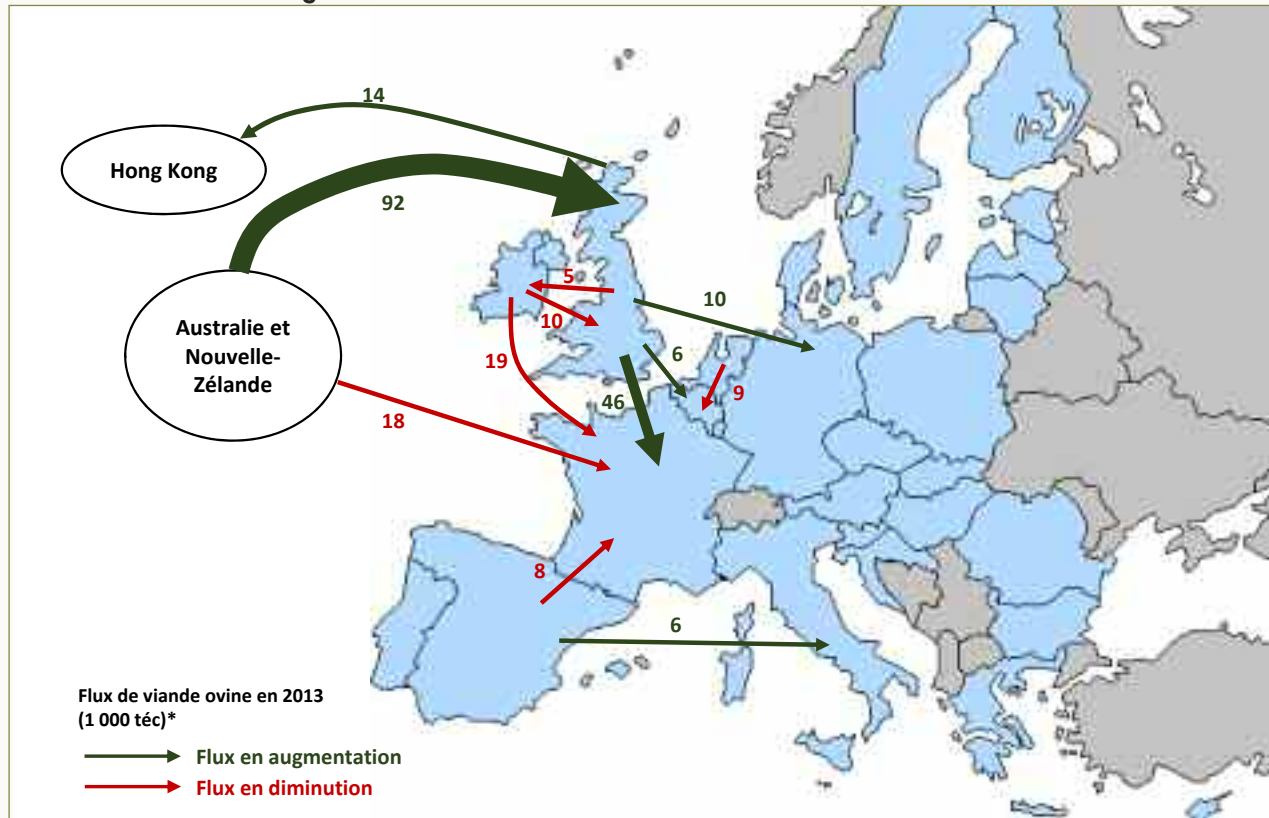 14
Hong Kong
92
Australie et
Nouvelle-
Zélande
5
10
10
19
6
46
9
18
8
6
Flux de viande ovine en 2013
(1 000 téc)*
Flux en augmentation
Flux en diminution